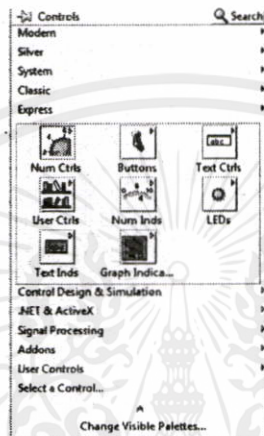 Controls Search
Modern
Silver
System
Classic
Express
Num Ctrls Buttons Text Ctrls
User Ctrls Num Inds LEDs
Text Inds Graph Indica...
Control Design & Simulation
.NET & ActiveX
Signal Processing
Addons
User Controls
Select a Control...
Change Visible Palettes...